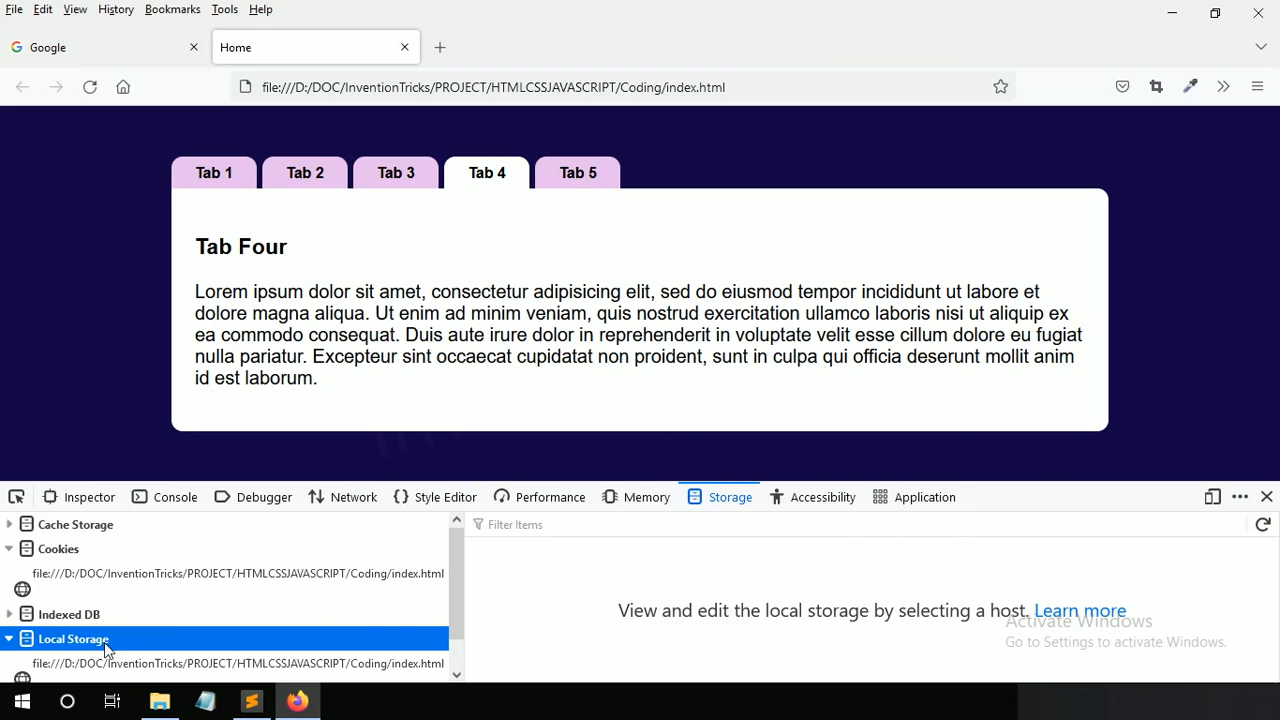 File Edit View History Bookmarks Tools Help
Google
Home
file:///D:/DOC/InventionTricks/PROJECT/HTMLCSSJAVASCRIPT/Coding/index.html
Tab 1
Tab 2
Tab 3
Tab 4
Tab 5
Tab Four
Lorem ipsum dolor sit amet, consectetur adipisicing elit, sed do eiusmod tempor incididunt ut labore et
dolore magna aliqua. Ut enim ad minim veniam, quis nostrud exercitation ullamco laboris nisi ut aliquip ex
ea commodo consequat. Duis aute irure dolor in reprehenderit in voluptate velit esse cillum dolore eu fugiat
nulla pariatur. Excepteur sint occaecat cupidatat non proident, sunt in culpa qui officia deserunt mollit anim
id est laborum.
Inspector Console Debugger Network Style Editor Performance Memory Storage Accessibility Application
Cache Storage
Cookies
file:///D:/DOC/InventionTricks/PROJECT/HTMLCSSJAVASCRIPT/Coding/index.html
Indexed DB
Local Storage
file:///D:/DOC/InventionTricks/PROJECT/HTMLCSSJAVASCRIPT/Coding/index.html
Filter Items
View and edit the local storage by selecting a host. Learn more
Activate Windows
Go to Settings to activate Windows.